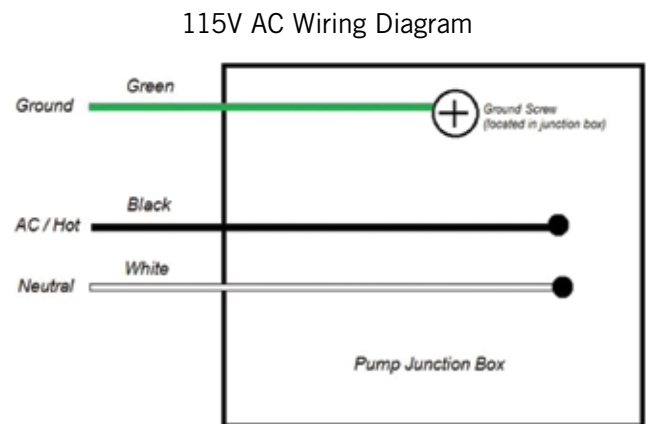 115V AC Wiring Diagram
Green
Ground
Ground Screw
(located in junction box)
Black
AC / Hot
White
Neutral
Pump Junction Box